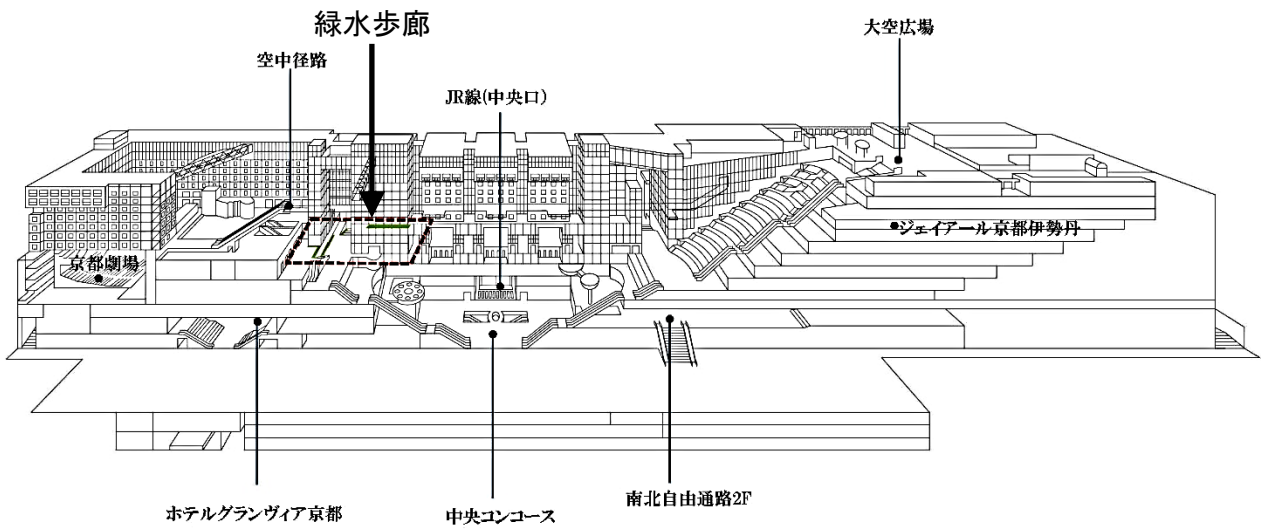 緑水歩廊
空中径路
大空広場
JR線(中央口)
ジェイアール京都伊勢丹
京都劇場
ホテルグランヴィア京都
中央コンコース
南北自由通路2F